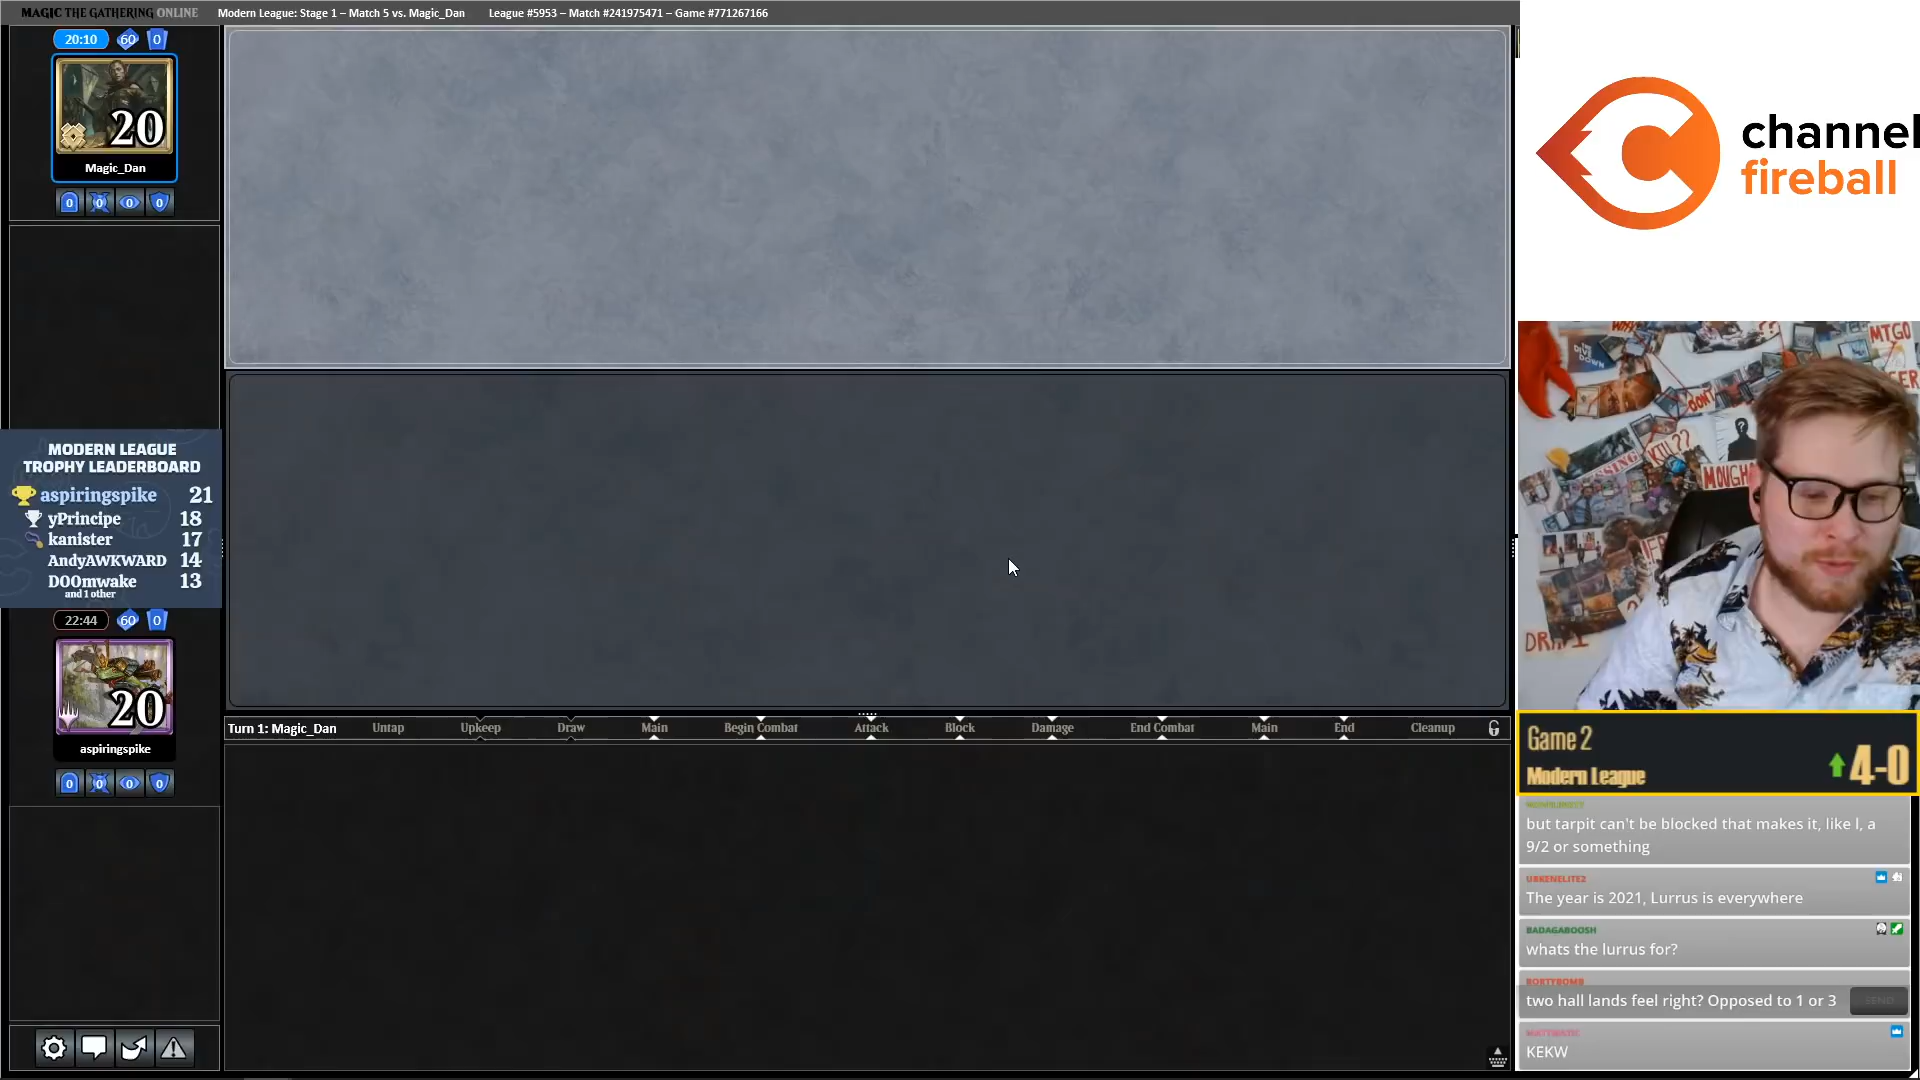 MAGIC THE GATHERING ONLINE
Modern League: Stage 1 – Match 5 vs. Magic_Dan
League #5953 – Match #241975471 – Game #771267166
20:10
60
0
20
Magic_Dan
0 0 0 0
MODERN LEAGUE
TROPHY LEADERBOARD
aspiringspike 21
yPrincipe 18
kanister 17
AndyAWKWARD 14
D00mwake 13
and 1 other
22:44
60
0
20
aspiringspike
0 0 0 0
Turn 1: Magic_Dan
Untap
Upkeep
Draw
Main
Begin Combat
Attack
Block
Damage
End Combat
Main
End
Cleanup
channel
fireball
MTGO
KILL??
Game 2
Modern League
4-0
but tarpit can't be blocked that makes it, like l, a
9/2 or something
The year is 2021, Lurrus is everywhere
BADAGABOOSH
whats the lurrus for?
BORTYBOMB
two hall lands feel right? Opposed to 1 or 3
SEND
KEKW